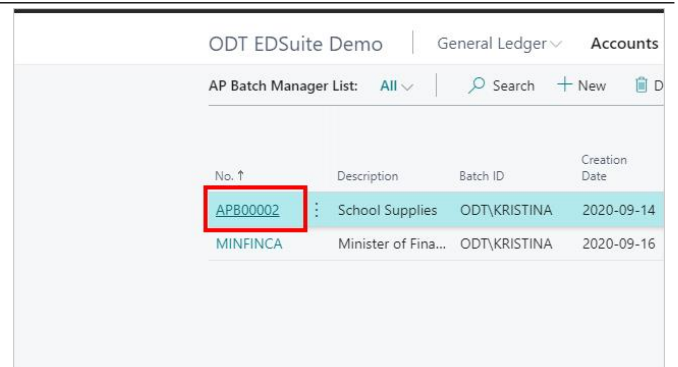 ODT EDSuite Demo General Ledger Accounts
AP Batch Manager List: All Search + New D
No. ↑ Description Batch ID Creation Date
APB00002 School Supplies ODT\KRISTINA 2020-09-14
MINFINCA Minister of Fina... ODT\KRISTINA 2020-09-16